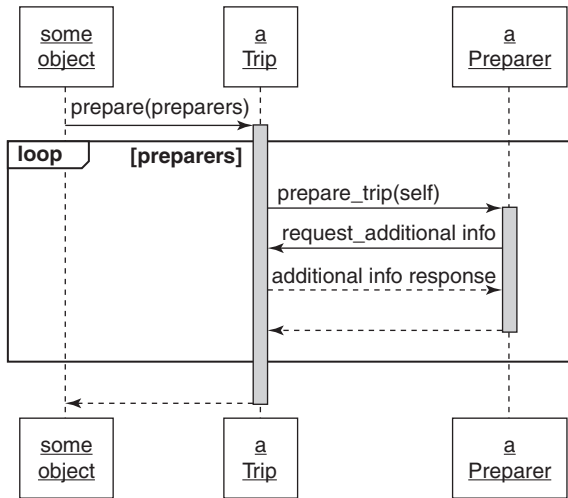 some
object
a
Trip
a
Preparer
prepare(preparers)
loop
[preparers]
prepare_trip(self)
request_additional info
additional info response
some
object
a
Trip
a
Preparer